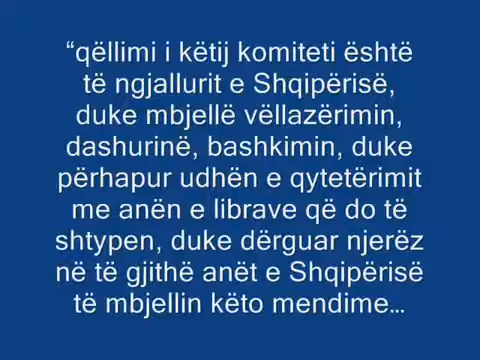 “qëllimi i këtij komiteti është
të ngjallurit e Shqipërisë,
duke mbjellë vëllazërimin,
dashurinë, bashkimin, duke
përhapur udhën e qytetërimit
me anën e librave që do të
shtypen, duke dërguar njerëz
në të gjithë anët e Shqipërisë
të mbjellin këto mendime…